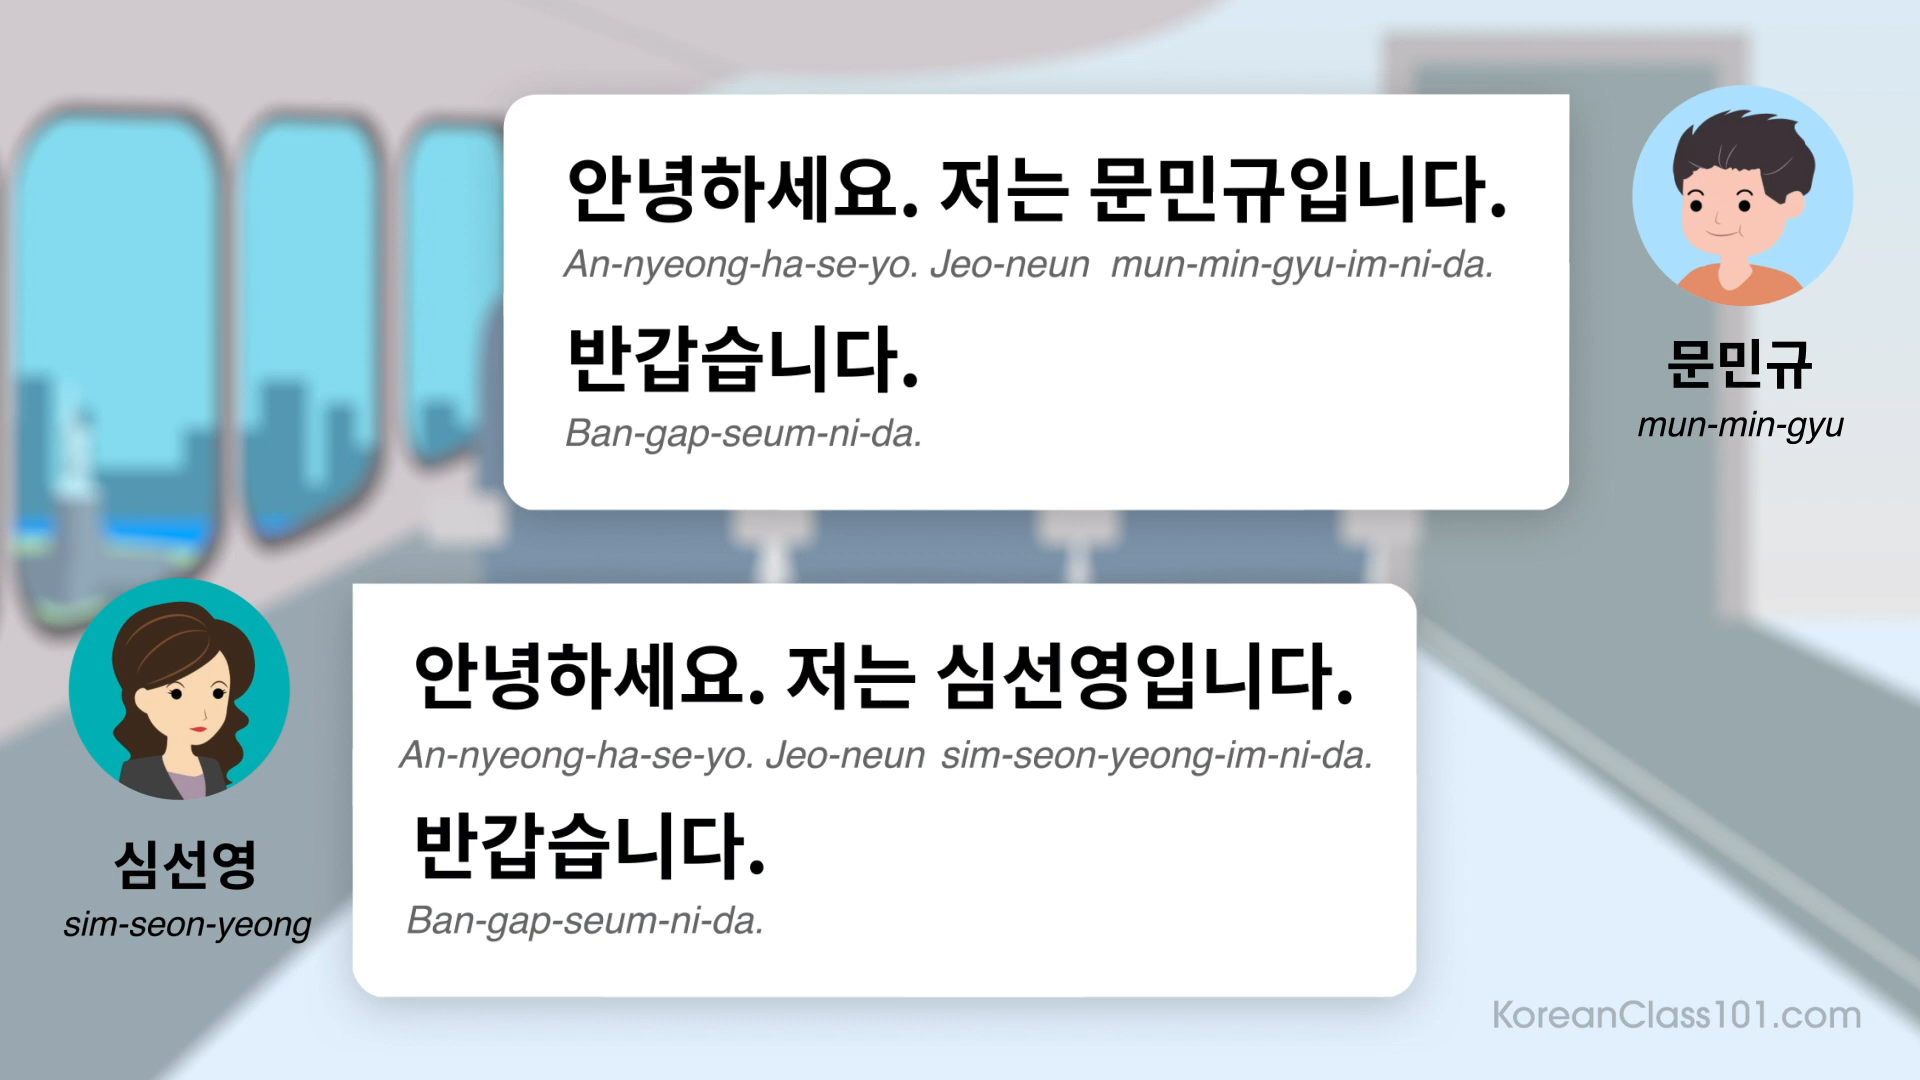 안녕하세요. 저는 문민규입니다.
An-nyeong-ha-se-yo. Jeo-neun mun-min-gyu-im-ni-da.
반갑습니다.
Ban-gap-seum-ni-da.
문민규
mun-min-gyu
안녕하세요. 저는 심선영입니다.
An-nyeong-ha-se-yo. Jeo-neun sim-seon-yeong-im-ni-da.
반갑습니다.
Ban-gap-seum-ni-da.
심선영
sim-seon-yeong
KoreanClass101.com